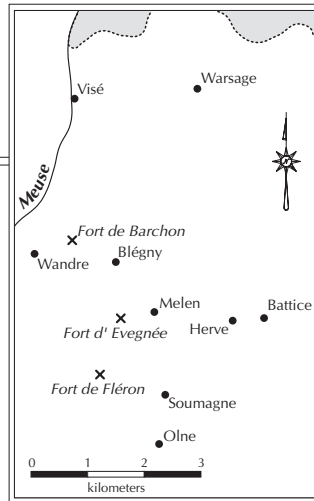 Warsage
Visé
Meuse
Fort de Barchon
Blégny
Wandre
Melen
Battice
Fort d' Evegnée
Herve
Fort de Fléron
Soumagne
Olne
0 1 2 3
kilometers